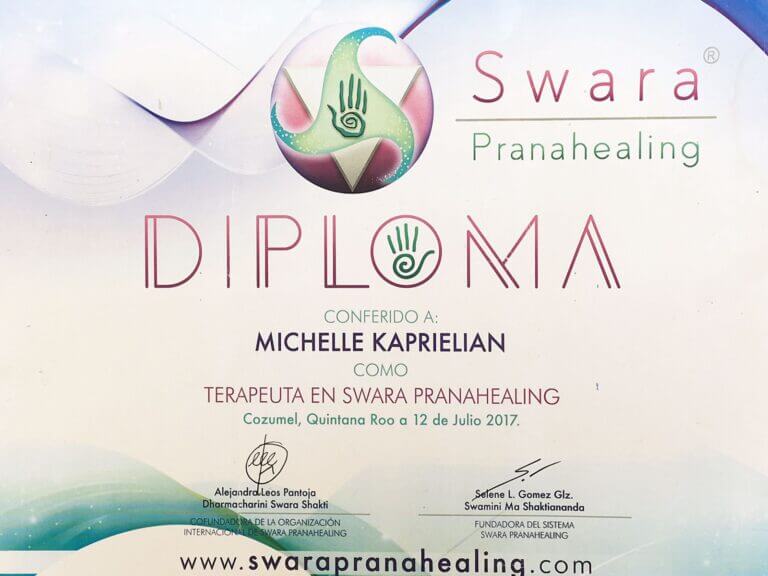 Swara®
Pranahealing
DIPLOMA
CONFERIDO A:
MICHELLE KAPRIELIAN
COMO
TERAPEUTA EN SWARA PRANAHEALING
Cozumel, Quintana Roo a 12 de Julio 2017.
Alejandra Leos Pantoja
Dharmacharini Swara Shakti
COFUNDADORA DE LA ORGANIZACIÓN
INTERNACIONAL DE SWARA PRANAHEALING
Selene L. Gomez Glz.
Swamini Ma Shaktiananda
FUNDADORA DEL SISTEMA
SWARA PRANAHEALING
www.swarapranahealing.com